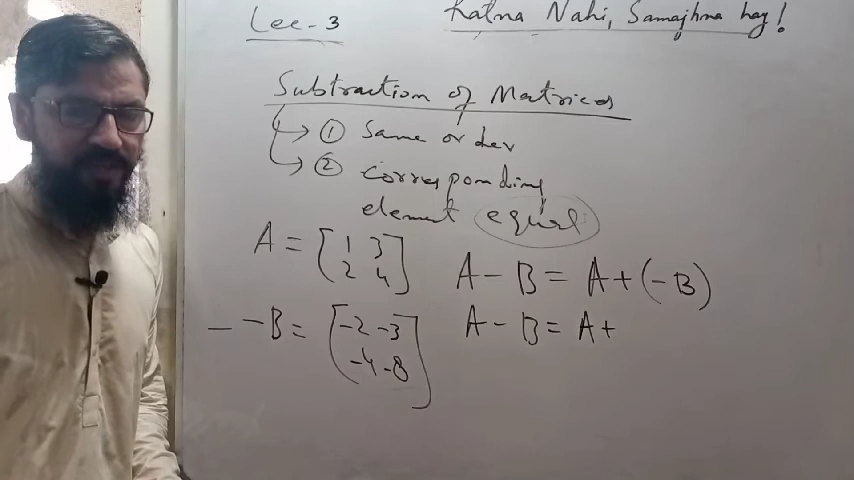 Lec-3
Ratna Nahi, Samajhna hay!
Subtraction of Matrices
→ ① Same order
→ ② Corresponding
element equal
A = [1 3
2 4]
A - B = A + (-B)
- -B = [-2 -3
-4 -8]
A - B = A +